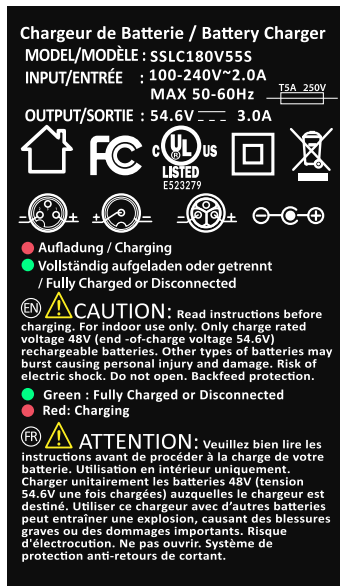 Chargeur de Batterie / Battery Charger
MODEL/MODÈLE : SSLC180V55S
INPUT/ENTRÉE : 100-240V~2.0A
MAX 50-60Hz
T5A 250V
OUTPUT/SORTIE : 54.6V 3.0A
FC
C UL US
LISTED
E523279
Aufladung / Charging
Vollständig aufgeladen oder getrennt
/ Fully Charged or Disconnected
EN CAUTION: Read instructions before
charging. For indoor use only. Only charge rated
voltage 48V (end -of-charge voltage 54.6V)
rechargeable batteries. Other types of batteries may
burst causing personal injury and damage. Risk of
electric shock. Do not open. Backfeed protection.
Green : Fully Charged or Disconnected
Red: Charging
FR ATTENTION: Veuillez bien lire les
instructions avant de procéder à la charge de votre
batterie. Utilisation en intérieur uniquement.
Charger unitairement les batteries 48V (tension
54.6V une fois chargées) auzquelles le chargeur est
destiné. Utiliser ce chargeur avec d'autres batteries
peut entraîner une explosion, causant des blessures
graves ou des dommages importants. Risque
d'électrocution. Ne pas ouvrir. Système de
protection anti-retours de cortant.